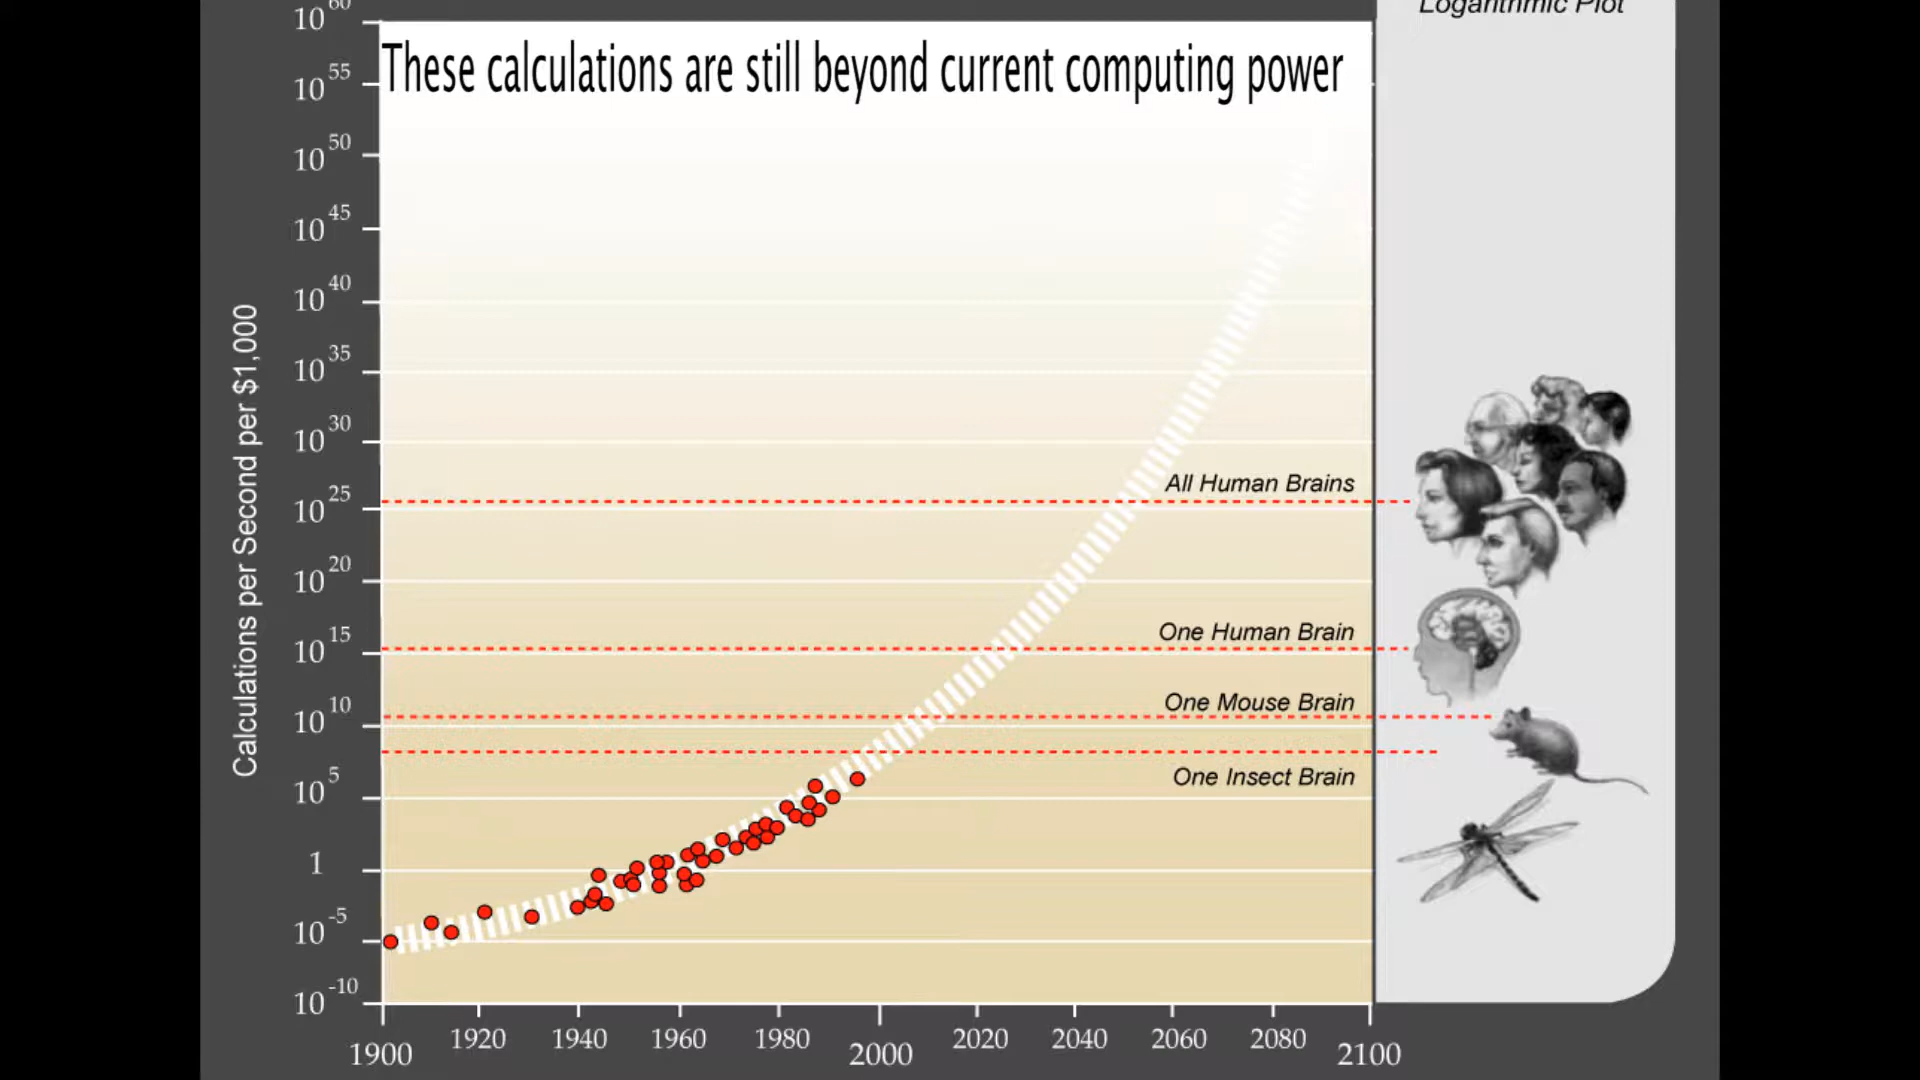 Logarithmic Plot
These calculations are still beyond current computing power
Calculations per Second per $1,000
10^60
10^55
10^50
10^45
10^40
10^35
10^30
10^25
10^20
10^15
10^10
10^5
1
10^-5
10^-10
All Human Brains
One Human Brain
One Mouse Brain
One Insect Brain
1900 1920 1940 1960 1980 2000 2020 2040 2060 2080 2100